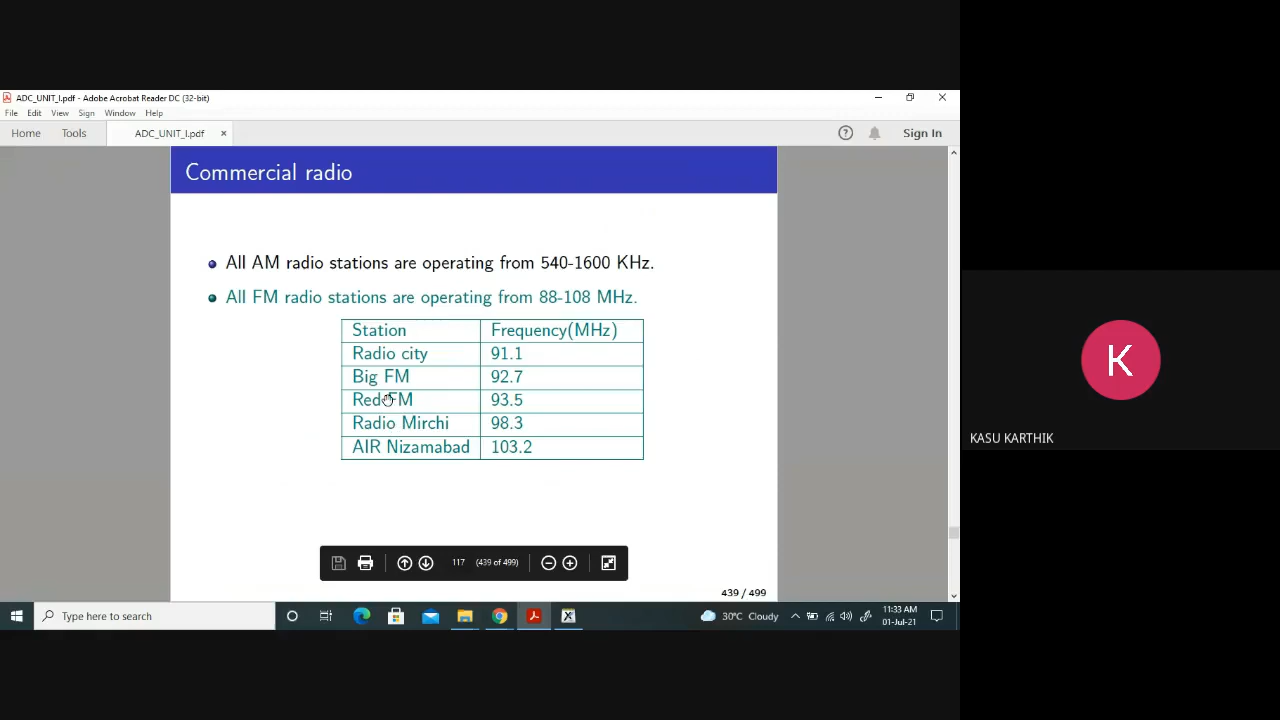 ADC_UNIT_I.pdf - Adobe Acrobat Reader DC (32-bit)
File Edit View Sign Window Help
Home Tools ADC_UNIT_I.pdf × Sign In
Commercial radio
All AM radio stations are operating from 540-1600 KHz.
All FM radio stations are operating from 88-108 MHz.
Station Frequency(MHz)
Radio city 91.1
Big FM 92.7
Red FM 93.5
Radio Mirchi 98.3
AIR Nizamabad 103.2
117 (439 of 499)
439 / 499
Type here to search
30°C Cloudy
11:33 AM
01-Jul-21
K
KASU KARTHIK